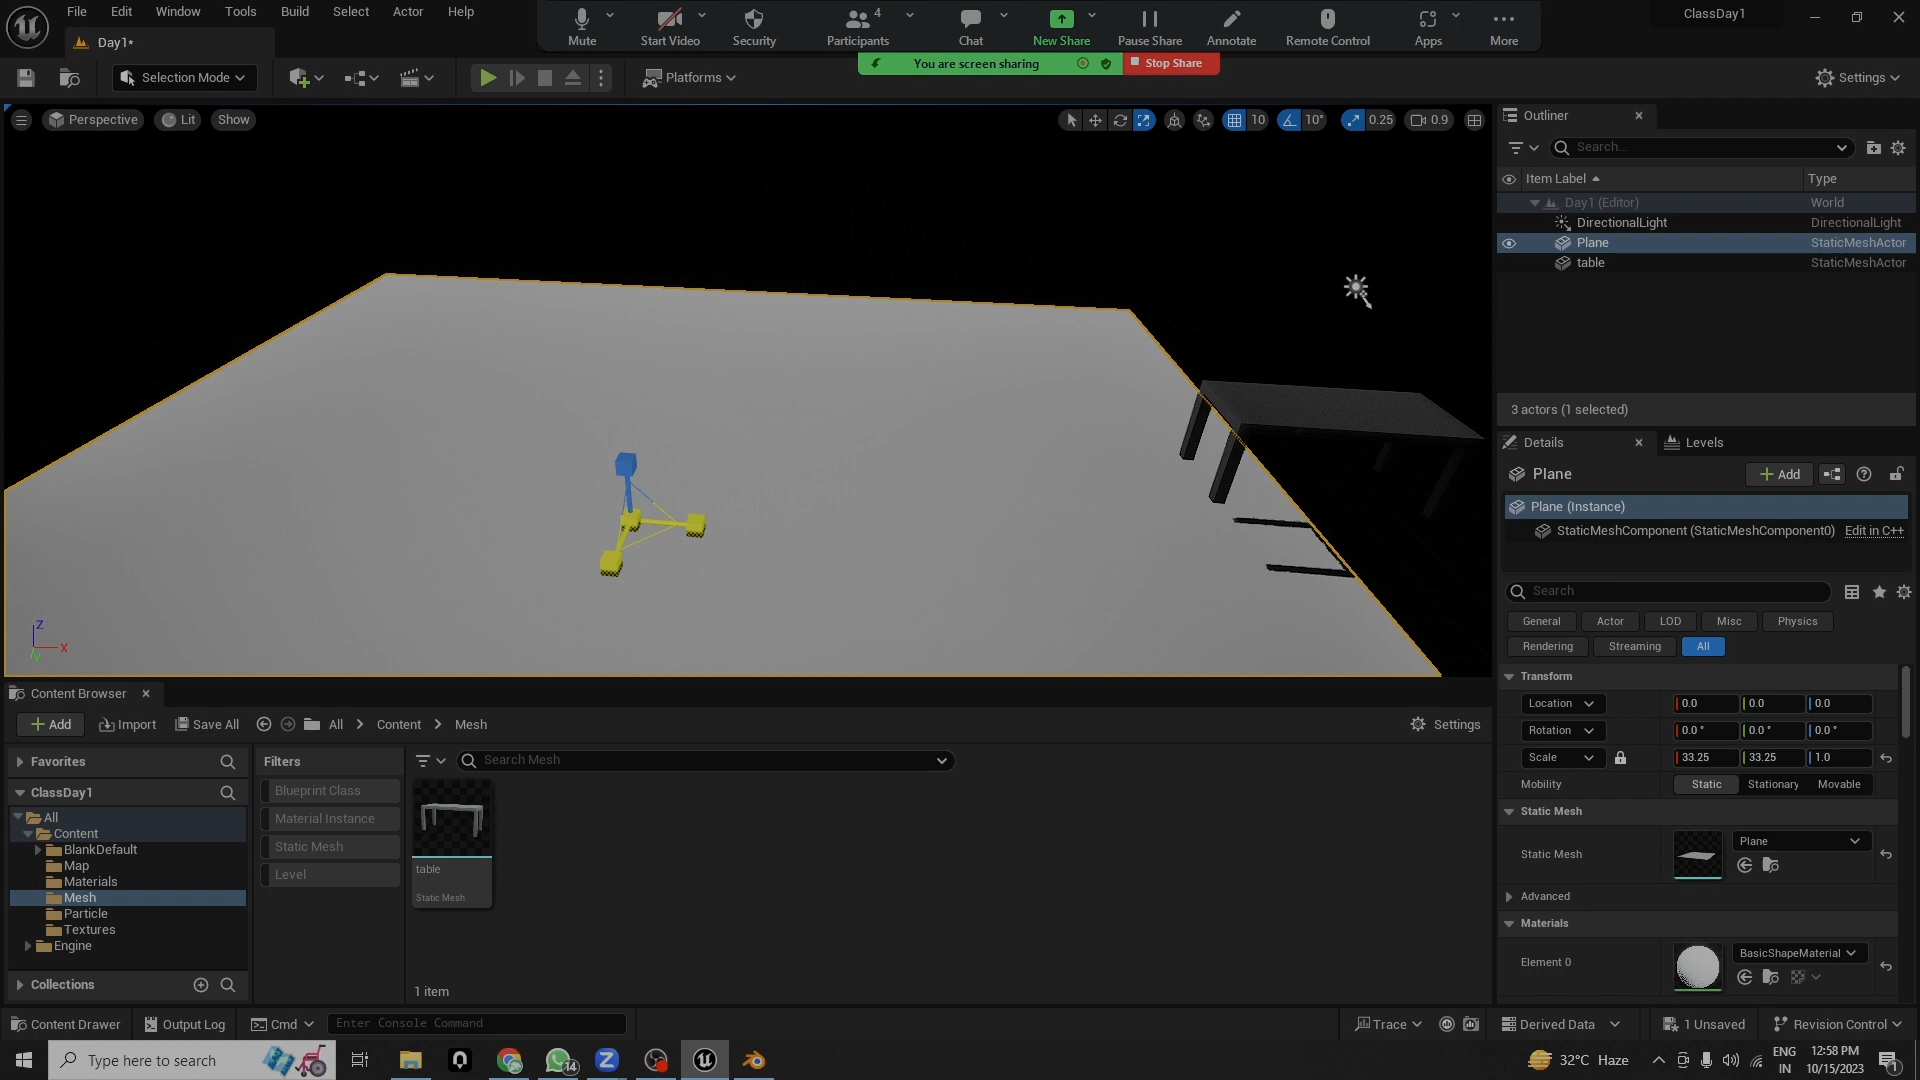 File Edit Window Tools Build Select Actor Help
Mute Start Video Security Participants 4 Chat New Share Pause Share Annotate Remote Control Apps More
ClassDay1
Day1*
You are screen sharing Stop Share
Selection Mode Platforms Settings
Perspective Lit Show 10 10° 0.25 0.9
Outliner
Search...
Item Label Type
Day1 (Editor) World
DirectionalLight DirectionalLight
Plane StaticMeshActor
table StaticMeshActor
3 actors (1 selected)
Details Levels
Plane Add
Plane (Instance)
StaticMeshComponent (StaticMeshComponent0) Edit in C++
Search
General Actor LOD Misc Physics
Rendering Streaming All
Transform
Location 0.0 0.0 0.0
Rotation 0.0° 0.0° 0.0°
Scale 33.25 33.25 1.0
Mobility Static Stationary Movable
Static Mesh
Static Mesh Plane
Advanced
Materials
Element 0 BasicShapeMaterial
Z
X
Y
Content Browser
Add Import Save All All Content Mesh Settings
Favorites
ClassDay1
All
Content
BlankDefault
Map
Materials
Mesh
Particle
Textures
Engine
Collections
Filters
Blueprint Class
Material Instance
Static Mesh
Level
Search Mesh
table
Static Mesh
1 item
Content Drawer Output Log Cmd Enter Console Command Trace Derived Data 1 Unsaved Revision Control
Type here to search 14 32°C Haze ENG IN 12:58 PM 10/15/2023 1